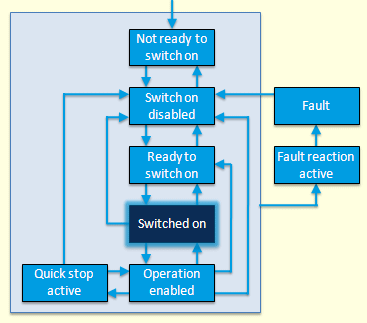 Not ready to
switch on
Switch on
disabled
Fault
Ready to
switch on
Fault reaction
active
Switched on
Quick stop
active
Operation
enabled